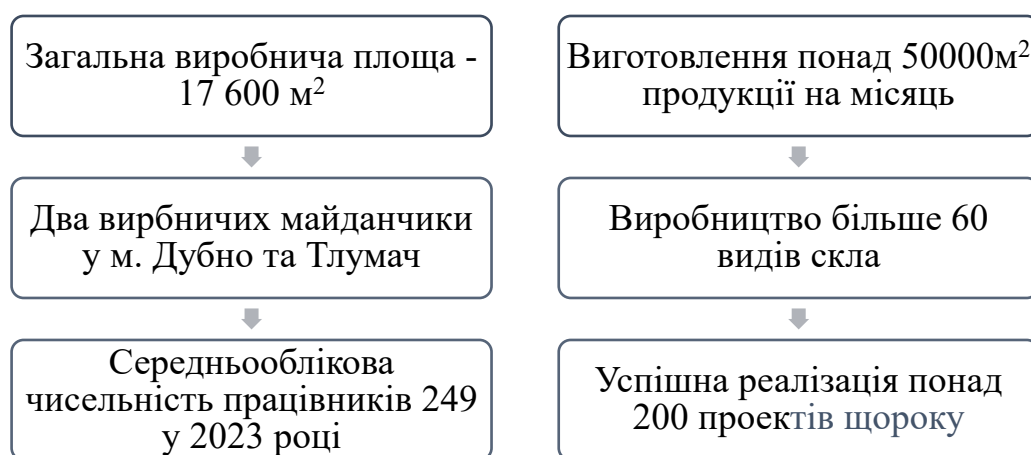 Загальна виробнича площа -
17 600 м²
Два вирбничих майданчики
у м. Дубно та Тлумач
Середньооблікова
чисельність працівників 249
у 2023 році
Виготовлення понад 50000м²
продукції на місяць
Виробництво більше 60
видів скла
Успішна реалізація понад
200 проектів щороку